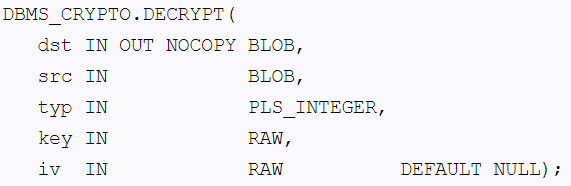 DBMS_CRYPTO.DECRYPT(
dst IN OUT NOCOPY BLOB,
src IN BLOB,
typ IN PLS_INTEGER,
key IN RAW,
iv IN RAW DEFAULT NULL);